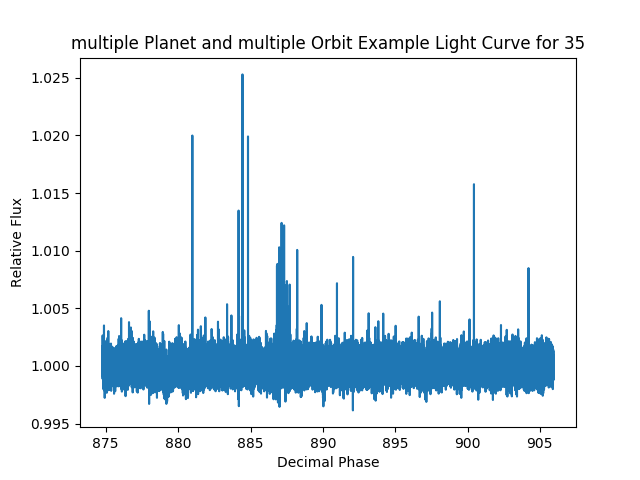 multiple Planet and multiple Orbit Example Light Curve for 35
1.025
1.020
1.015
1.010
1.005
1.000
0.995
Relative Flux
875 880 885 890 895 900 905
Decimal Phase